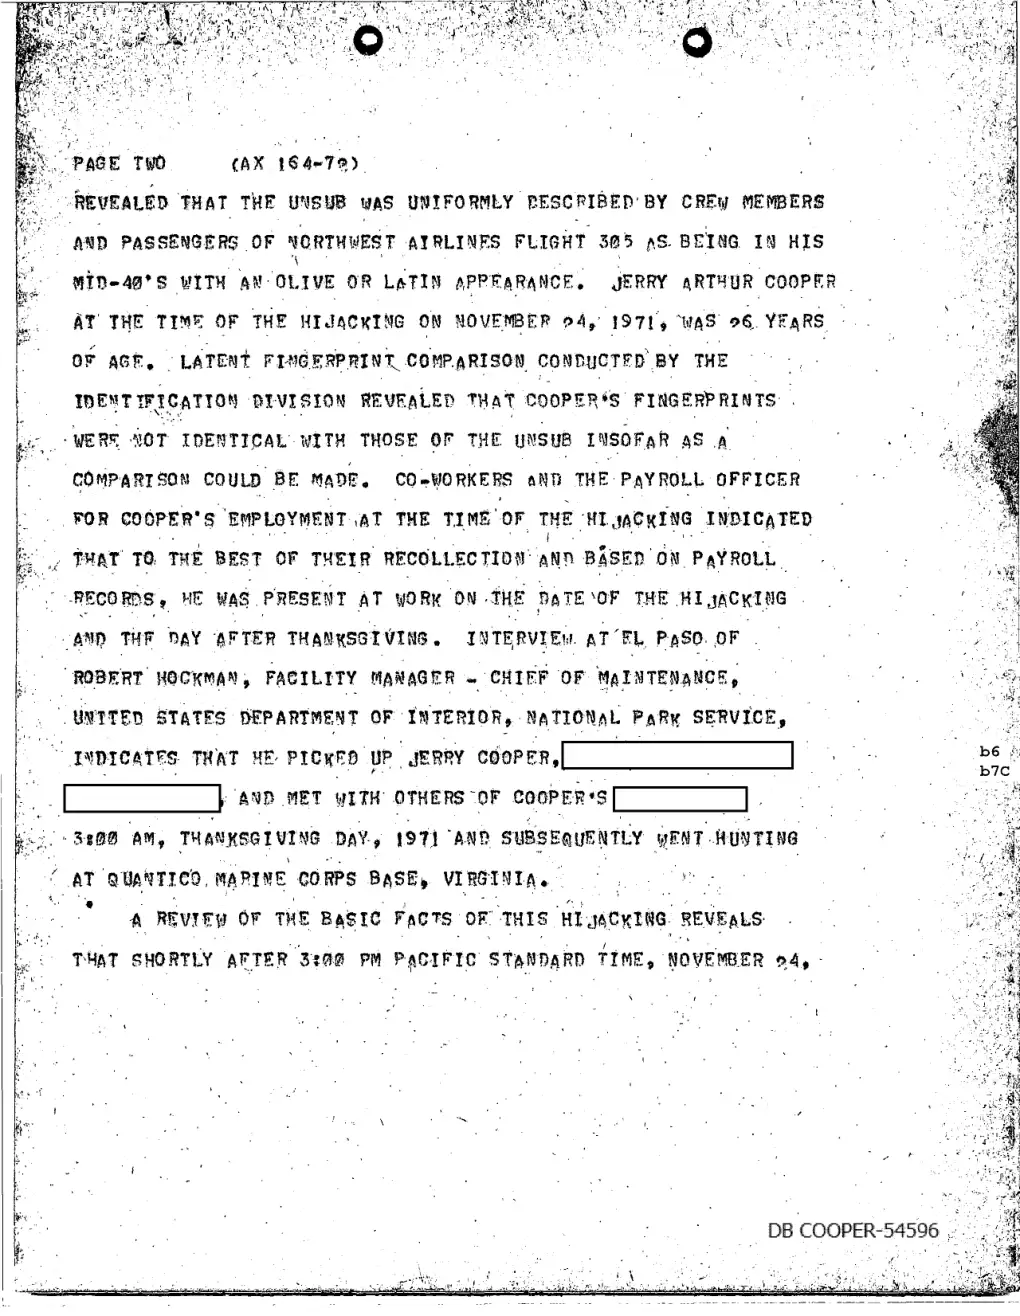 PAGE TWO (AX 164-72)
REVEALED THAT THE UNSUB WAS UNIFORMLY DESCRIBED BY CREW MEMBERS
AND PASSENGERS OF NORTHWEST AIRLINES FLIGHT 305 AS BEING IN HIS
MID-40'S WITH AN OLIVE OR LATIN APPEARANCE. JERRY ARTHUR COOPER
AT THE TIME OF THE HIJACKING ON NOVEMBER 24, 1971, WAS 26 YEARS
OF AGE. LATENT FINGERPRINT COMPARISON CONDUCTED BY THE
IDENTIFICATION DIVISION REVEALED THAT COOPER'S FINGERPRINTS
WERE NOT IDENTICAL WITH THOSE OF THE UNSUB INSOFAR AS A
COMPARISON COULD BE MADE. CO-WORKERS AND THE PAYROLL OFFICER
FOR COOPER'S EMPLOYMENT AT THE TIME OF THE HIJACKING INDICATED
THAT TO THE BEST OF THEIR RECOLLECTION AND BASED ON PAYROLL
RECORDS, HE WAS PRESENT AT WORK ON THE DATE OF THE HIJACKING
AND THE DAY AFTER THANKSGIVING. INTERVIEW AT EL PASO OF
ROBERT HOCKMAN, FACILITY MANAGER - CHIEF OF MAINTENANCE,
UNITED STATES DEPARTMENT OF INTERIOR, NATIONAL PARK SERVICE,
INDICATES THAT HE PICKED UP JERRY COOPER,
b6
b7C
, AND MET WITH OTHERS OF COOPER'S
3:00 AM, THANKSGIVING DAY, 1971 AND SUBSEQUENTLY WENT HUNTING
AT QUANTICO MARINE CORPS BASE, VIRGINIA.
A REVIEW OF THE BASIC FACTS OF THIS HIJACKING REVEALS
THAT SHORTLY AFTER 3:00 PM PACIFIC STANDARD TIME, NOVEMBER 24,
DB COOPER-54596